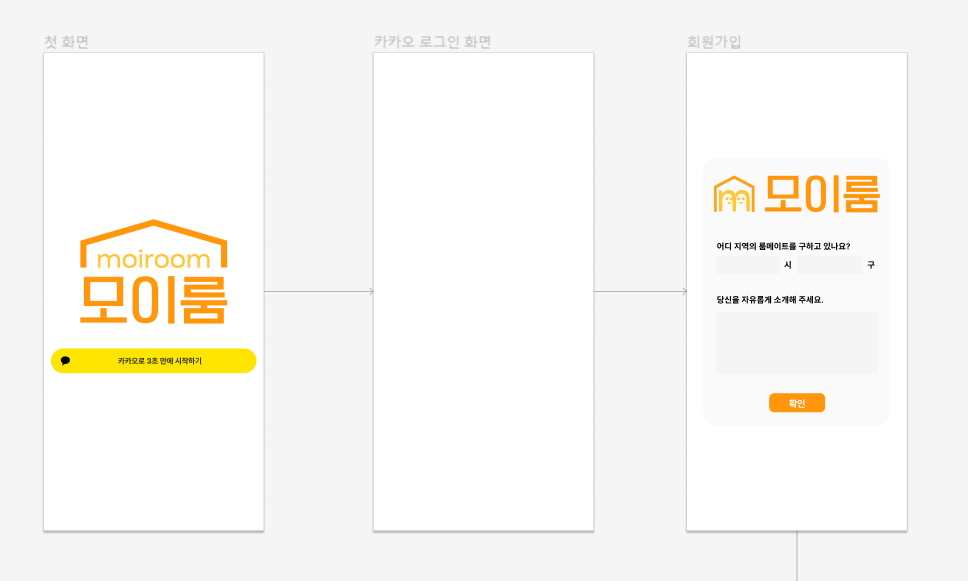 첫 화면
카카오 로그인 화면
회원가입
moiroom
모이룸
카카오로 3초 만에 시작하기
모이룸
어디 지역의 룸메이트를 구하고 있나요?
시 구
당신을 자유롭게 소개해 주세요.
확인